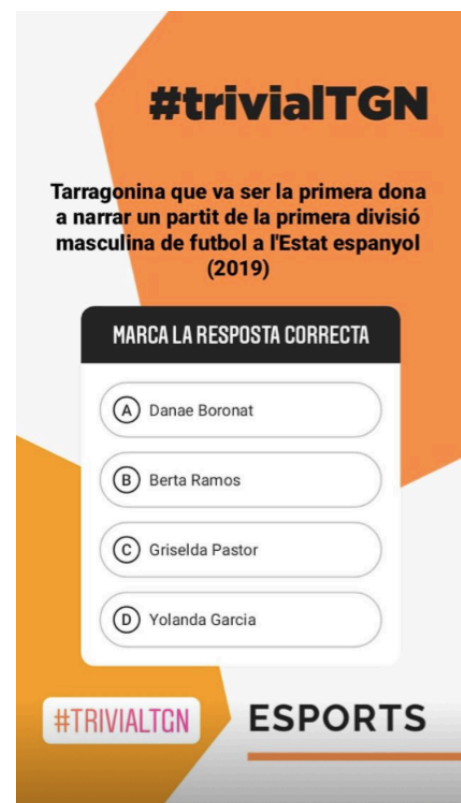 #trivialTGN
Tarragonina que va ser la primera dona
a narrar un partit de la primera divisió
masculina de futbol a l'Estat espanyol
(2019)
MARCA LA RESPOSTA CORRECTA
A Danae Boronat
B Berta Ramos
C Griselda Pastor
D Yolanda Garcia
#TRIVIALTGN
ESPORTS